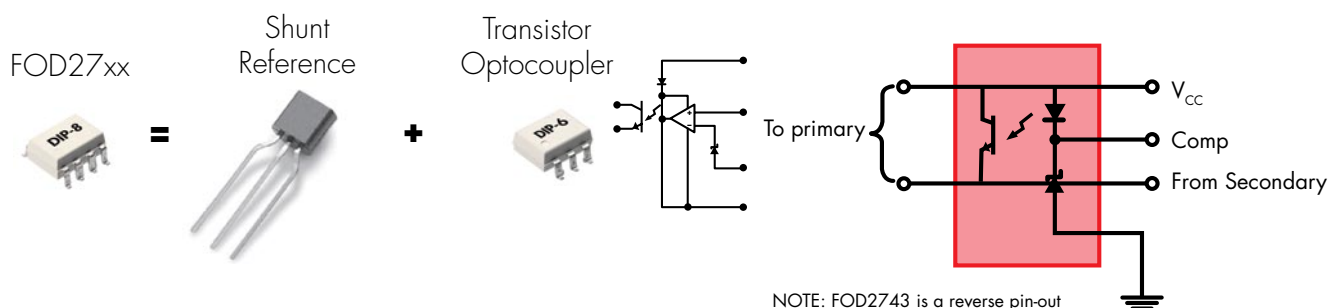 FOD27xx
Shunt
Reference
Transistor
Optocoupler
DIP-8
=
+
DIP-6
+
−
To primary
VCC
Comp
From Secondary
NOTE: FOD2743 is a reverse pin-out